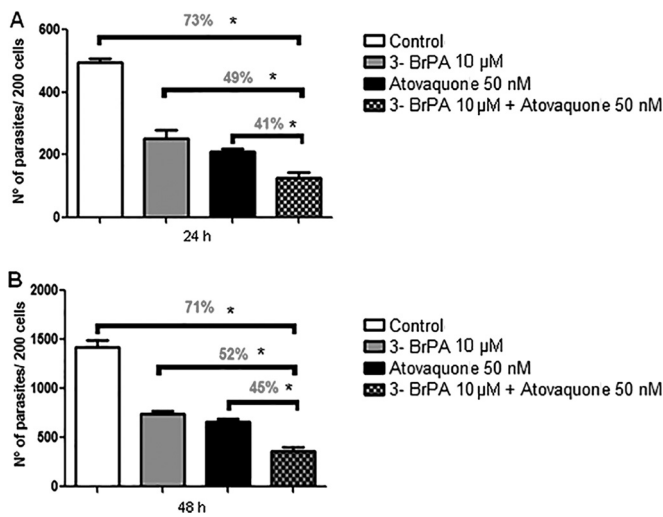 A
Nº of parasites/ 200 cells
600
400
200
0
73% *
49% *
41% *
24 h
Control
3- BrPA 10 µM
Atovaquone 50 nM
3- BrPA 10 µM + Atovaquone 50 nM
B
Nº of parasites/ 200 cells
2000
1500
1000
500
0
71% *
52% *
45% *
48 h
Control
3- BrPA 10 µM
Atovaquone 50 nM
3- BrPA 10 µM + Atovaquone 50 nM